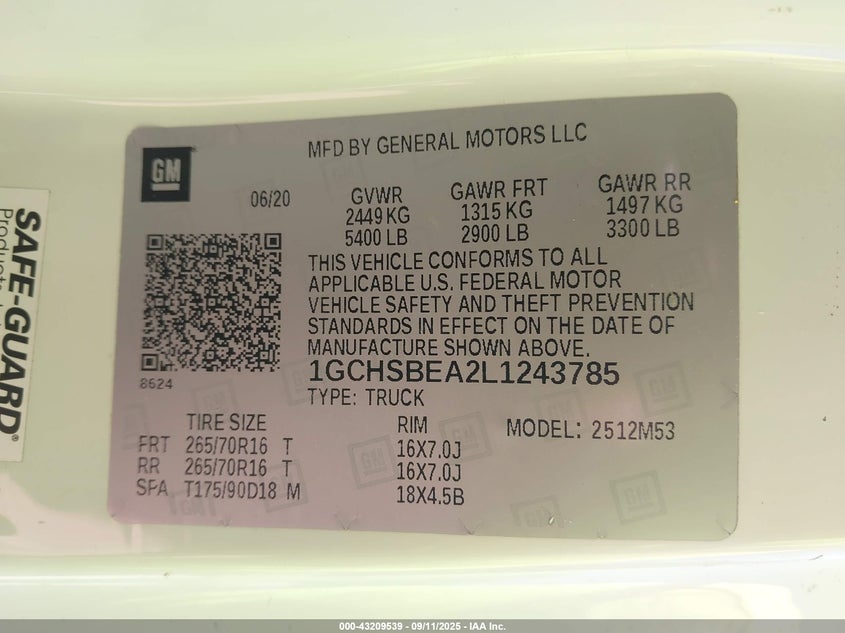 GM
MFD BY GENERAL MOTORS LLC
06/20
GVWR
2449 KG
5400 LB
GAWR FRT
1315 KG
2900 LB
GAWR RR
1497 KG
3300 LB
THIS VEHICLE CONFORMS TO ALL
APPLICABLE U.S. FEDERAL MOTOR
VEHICLE SAFETY AND THEFT PREVENTION
STANDARDS IN EFFECT ON THE DATE OF
MANUFACTURE SHOWN ABOVE.
8624
1GCHSBEA2L1243785
TYPE: TRUCK
TIRE SIZE
RIM
MODEL: 2512M53
FRT 265/70R16 T 16X7.0J
RR 265/70R16 T 16X7.0J
SPA T175/90D18 M 18X4.5B
SAFE-GUARD®
Products
000-43209539 - 09/11/2025 - IAA Inc.